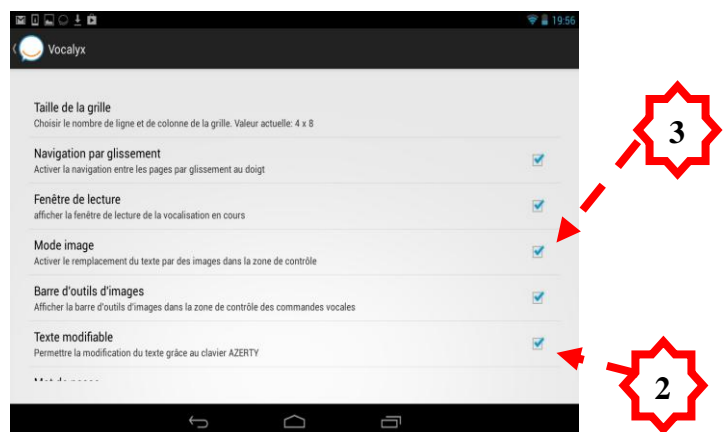 19:56
Vocalyx
Taille de la grille
Choisir le nombre de ligne et de colonne de la grille. Valeur actuelle: 4 x 8
Navigation par glissement
Activer la navigation entre les pages par glissement au doigt
Fenêtre de lecture
afficher la fenêtre de lecture de la vocalisation en cours
Mode image
Activer le remplacement du texte par des images dans la zone de contrôle
Barre d'outils d'images
Afficher la barre d'outils d'images dans la zone de contrôle des commandes vocales
Texte modifiable
Permettre la modification du texte grâce au clavier AZERTY
3
2